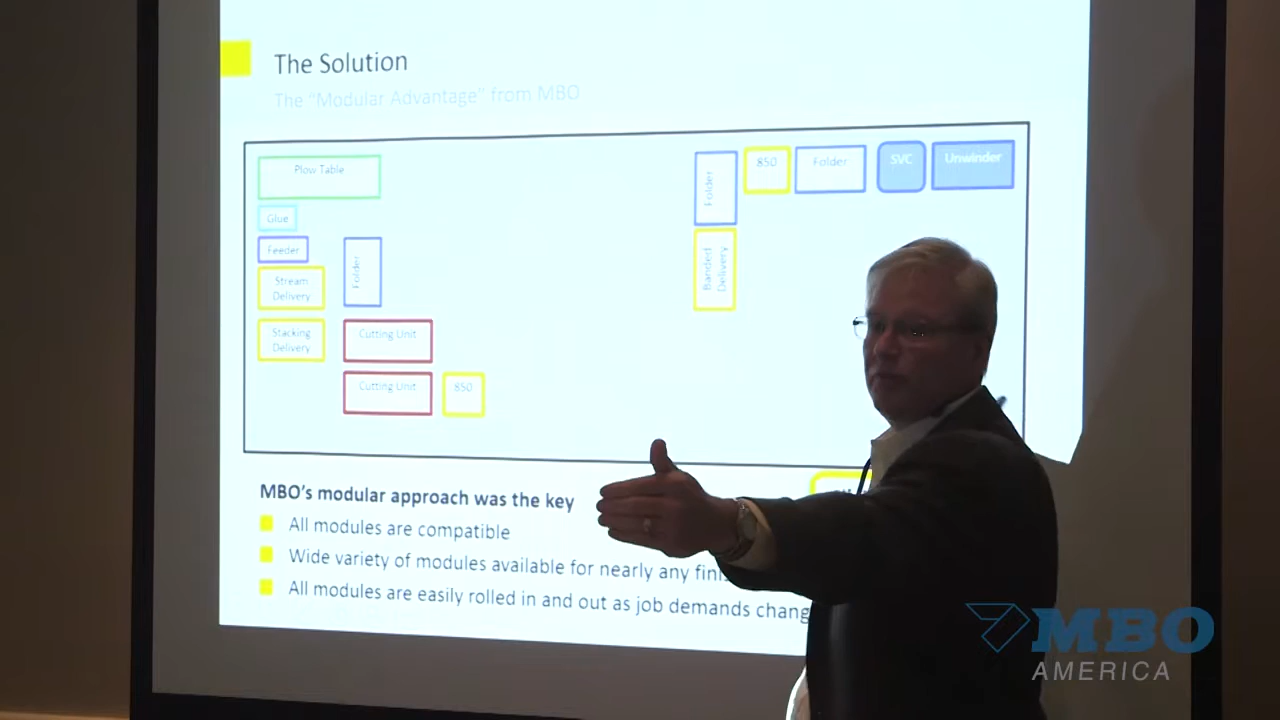 The Solution
The "Modular Advantage" from MBO
Plow Table
Glue
Feeder
Stream
Delivery
Stacking
Delivery
Folder
Cutting Unit
Cutting Unit
850
Folder
Banded
Delivery
850
Folder
SVC
Unwinder
MBO's modular approach was the key
All modules are compatible
Wide variety of modules available for nearly any
All modules are easily rolled in and out as job demands
MBO
AMERICA